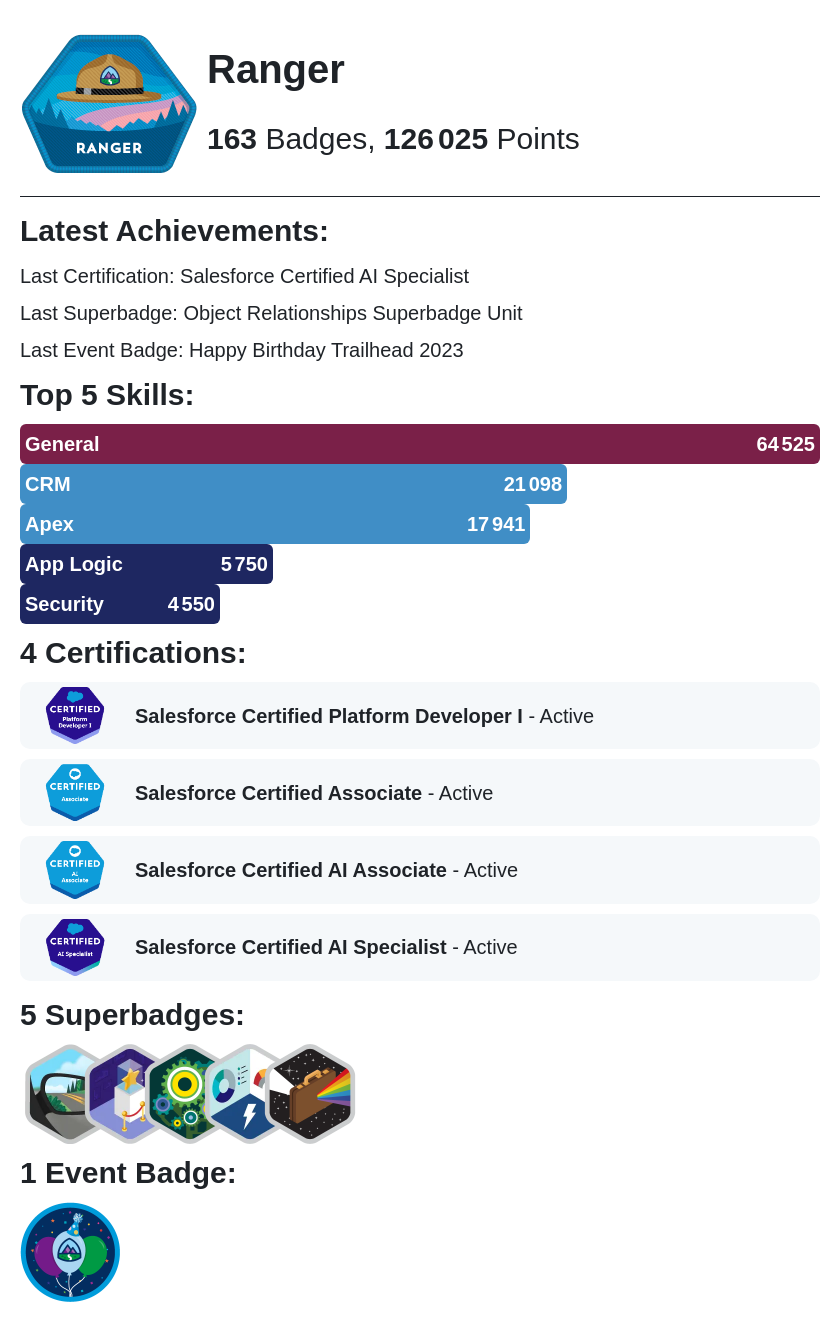 RANGER
Ranger
163 Badges, 126 025 Points
Latest Achievements:
Last Certification: Salesforce Certified AI Specialist
Last Superbadge: Object Relationships Superbadge Unit
Last Event Badge: Happy Birthday Trailhead 2023
Top 5 Skills:
General 64 525
CRM 21 098
Apex 17 941
App Logic 5 750
Security 4 550
4 Certifications:
CERTIFIED
Platform
Developer I
Salesforce Certified Platform Developer I - Active
CERTIFIED
Associate
Salesforce Certified Associate - Active
CERTIFIED
AI
Associate
Salesforce Certified AI Associate - Active
CERTIFIED
AI Specialist
Salesforce Certified AI Specialist - Active
5 Superbadges:
1 Event Badge: